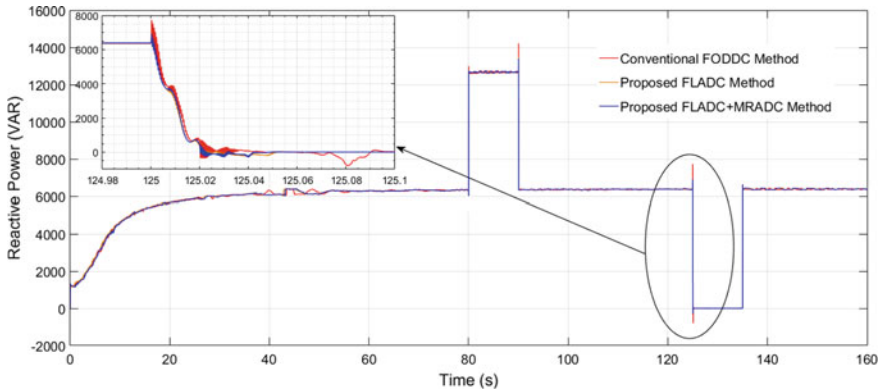 16000
14000
12000
10000
8000
6000
4000
2000
0
-2000
Reactive Power (VAR)
8000
6000
4000
2000
0
124.98 125 125.02 125.04 125.06 125.08 125.1
Conventional FODDC Method
Proposed FLADC Method
Proposed FLADC+MRADC Method
0 20 40 60 80 100 120 140 160
Time (s)